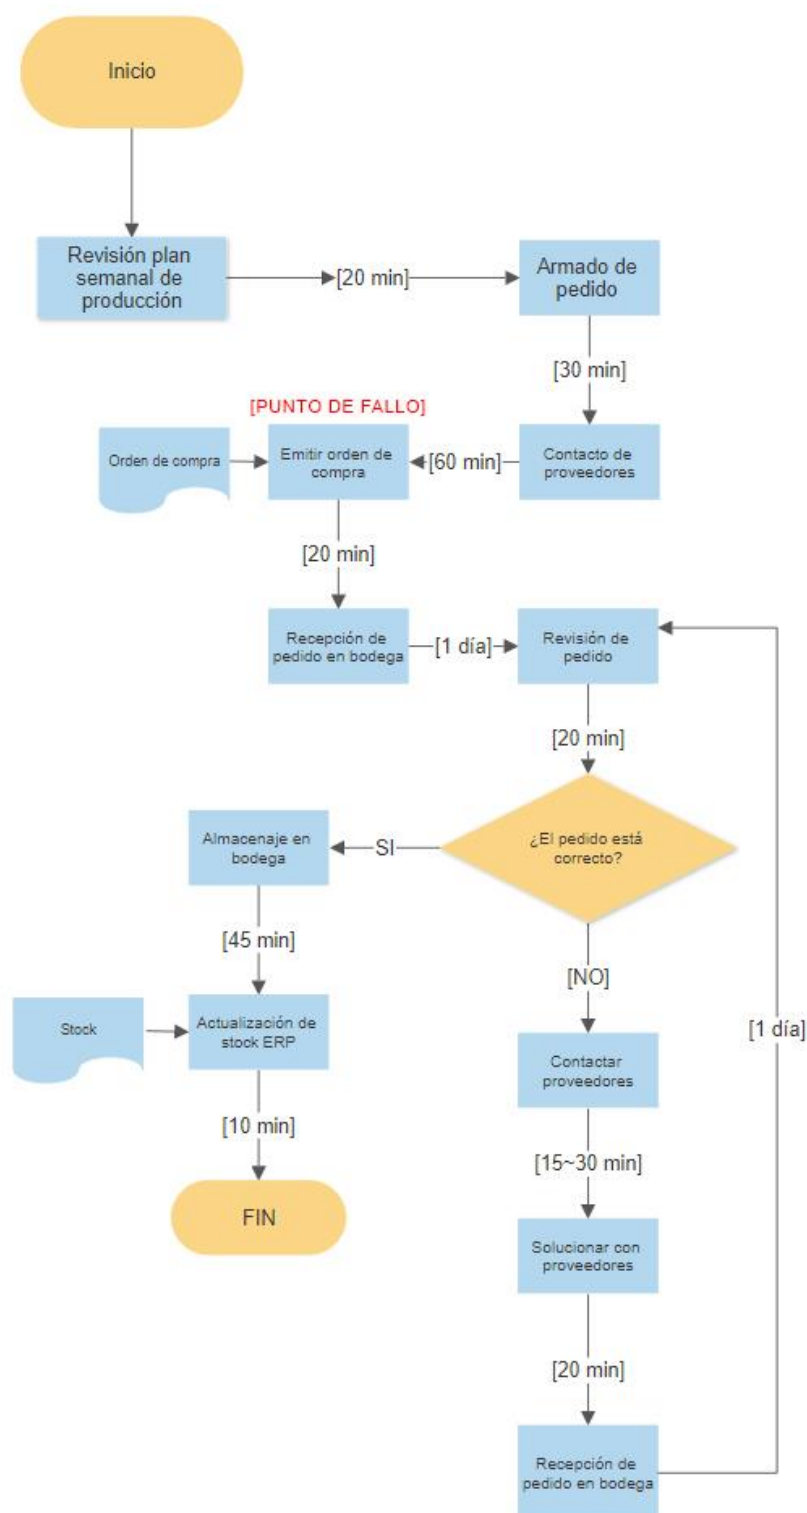 Inicio
Revisión plan
semanal de
producción
[20 min]
Armado de
pedido
[30 min]
[PUNTO DE FALLO]
Orden de compra
Emitir orden de
compra
[60 min]
Contacto de
proveedores
[20 min]
Recepción de
pedido en bodega
[1 día]
Revisión de
pedido
[20 min]
¿El pedido está
correcto?
SI
Almacenaje en
bodega
[45 min]
[NO]
Stock
Actualización de
stock ERP
[1 día]
Contactar
proveedores
[10 min]
[15~30 min]
FIN
Solucionar con
proveedores
[20 min]
Recepción de
pedido en bodega